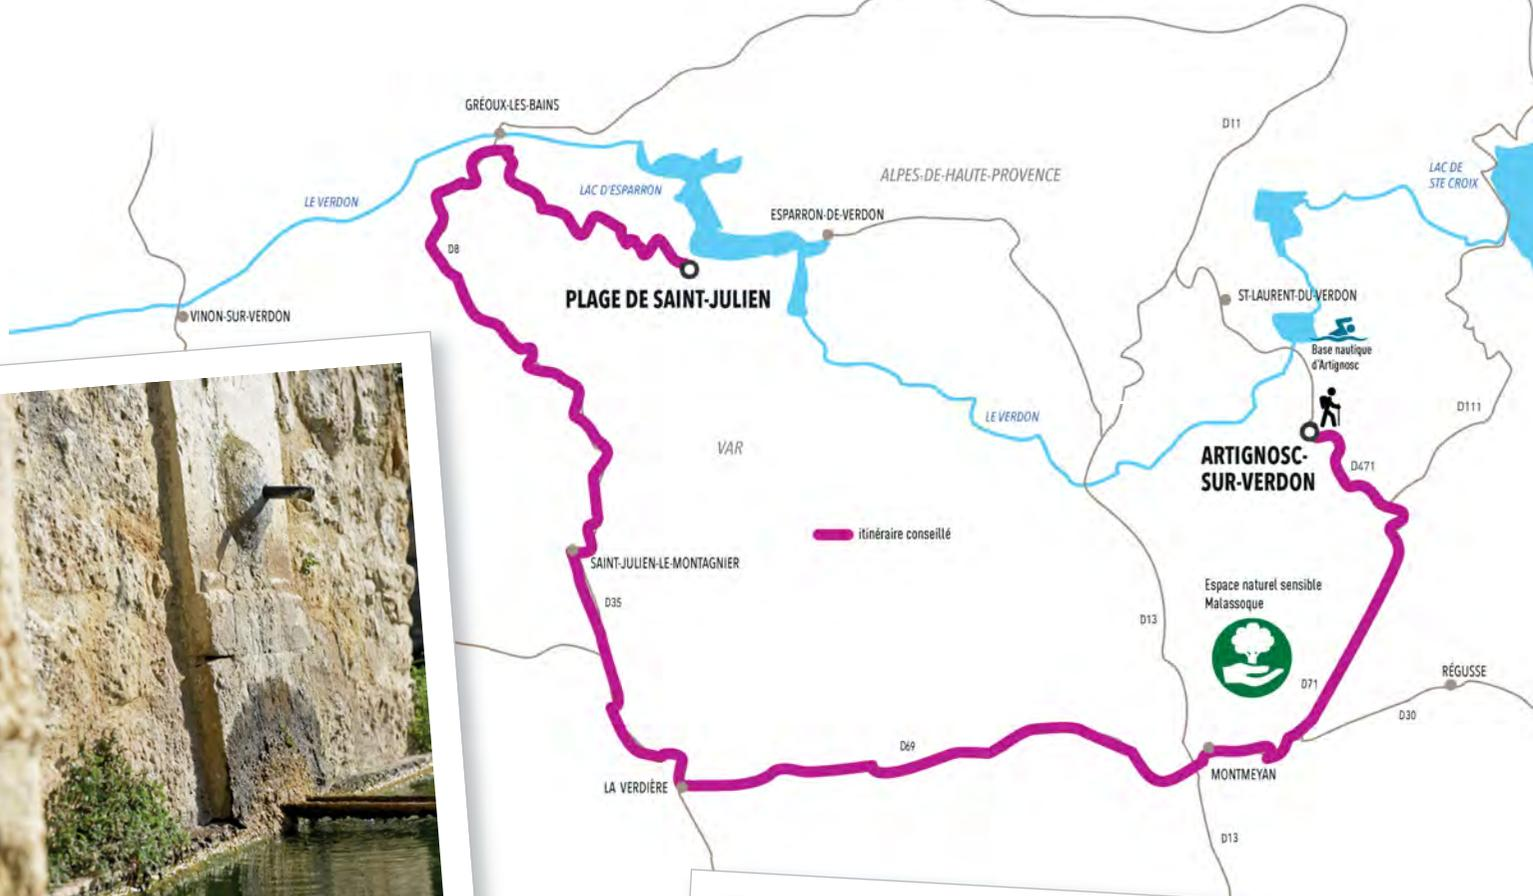 GRÉOUX-LES-BAINS
D11
LAC DE
STE CROIX
ALPES-DE-HAUTE-PROVENCE
LAC D'ESPARRON
LE VERDON
ESPARRON-DE-VERDON
D8
PLAGE DE SAINT-JULIEN
ST-LAURENT-DU-VERDON
VINON-SUR-VERDON
Base nautique
d'Artignosc
D111
LE VERDON
VAR
ARTIGNOSC-
SUR-VERDON
D471
itinéraire conseillé
SAINT-JULIEN-LE-MONTAGNIER
Espace naturel sensible
Malassoque
D35
D13
RÉGUSSE
D71
D30
D69
MONTMEYAN
LA VERDIÈRE
D13